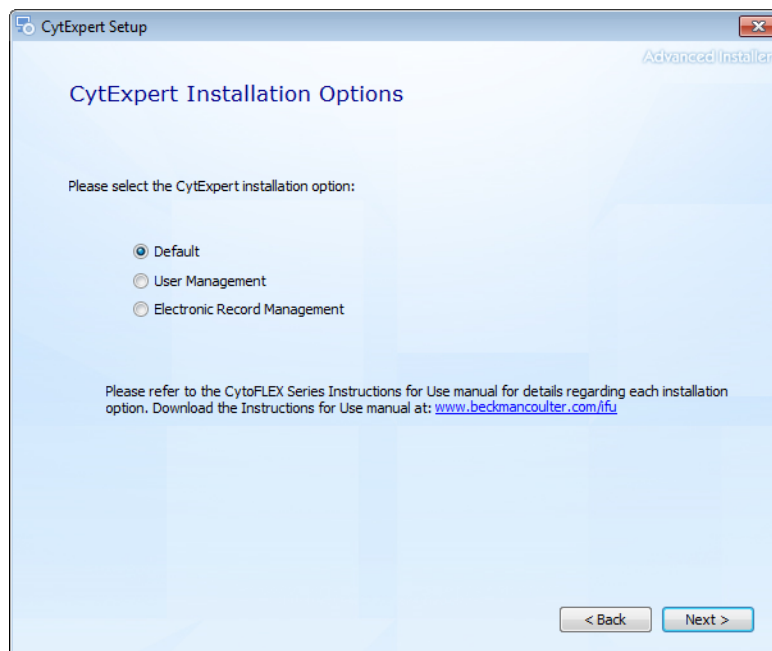 CytExpert Setup
Advanced Installer
CytExpert Installation Options
Please select the CytExpert installation option:
Default
User Management
Electronic Record Management
Please refer to the CytoFLEX Series Instructions for Use manual for details regarding each installation
option. Download the Instructions for Use manual at: www.beckmancoulter.com/ifu
< Back
Next >